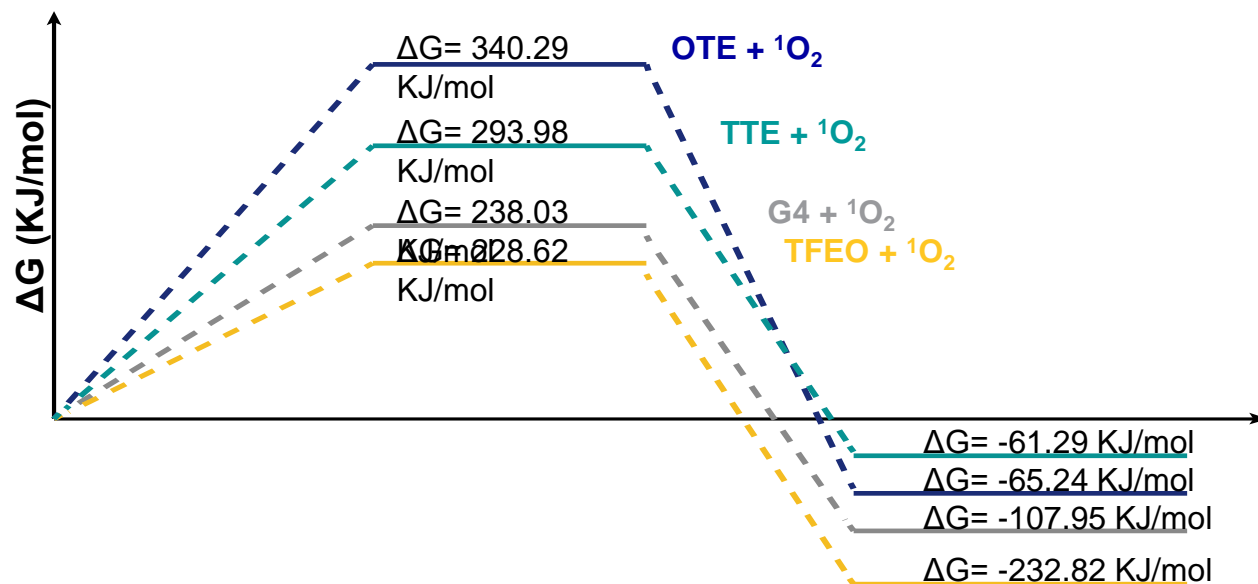 ΔG (KJ/mol)
ΔG= 340.29
KJ/mol
OTE + ¹O₂
ΔG= 293.98
KJ/mol
TTE + ¹O₂
ΔG= 238.03
KJ/mol
G4 + ¹O₂
ΔG= 228.62
KJ/mol
TFEO + ¹O₂
ΔG= -61.29 KJ/mol
ΔG= -65.24 KJ/mol
ΔG= -107.95 KJ/mol
ΔG= -232.82 KJ/mol